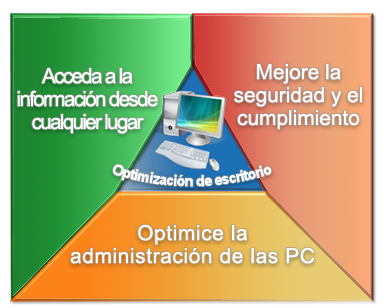 Acceda a la
información desde
cualquier lugar
Mejore la
seguridad y el
cumplimiento
Optimización de escritorio
Optimice la
administración de las PC